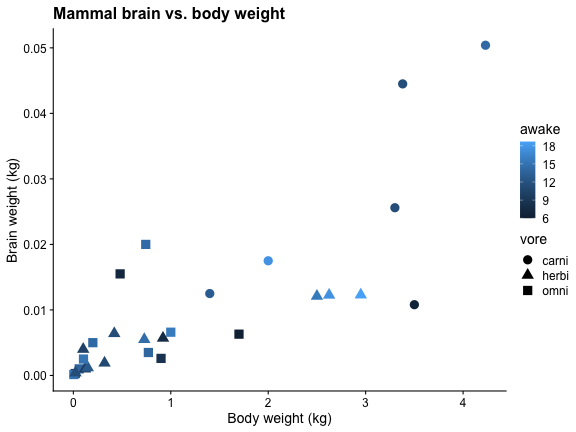 Mammal brain vs. body weight
Brain weight (kg)
0.05
0.04
0.03
0.02
0.01
0.00
0
1
2
3
4
Body weight (kg)
awake
18
15
12
9
6
vore
carni
herbi
omni